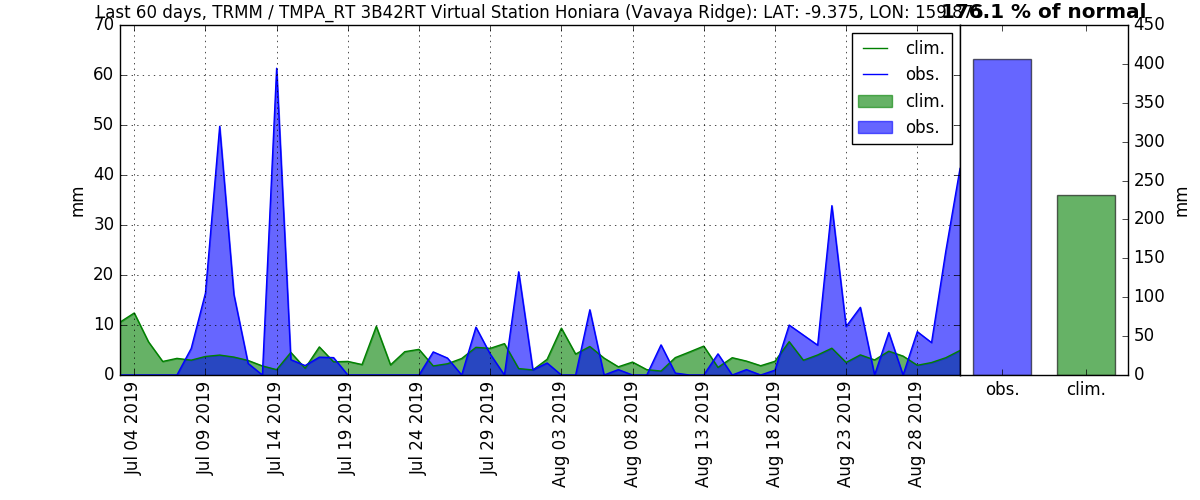 Last 60 days, TRMM / TMPA_RT 3B42RT Virtual Station Honiara (Vavaya Ridge): LAT: -9.375, LON:
176.1 % of normal
70
60
50
40
30
20
10
0
mm
clim.
obs.
clim.
obs.
450
400
350
300
250
200
150
100
50
0
mm
Jul 04 2019
Jul 09 2019
Jul 14 2019
Jul 19 2019
Jul 24 2019
Jul 29 2019
Aug 03 2019
Aug 08 2019
Aug 13 2019
Aug 18 2019
Aug 23 2019
Aug 28 2019
obs.
clim.